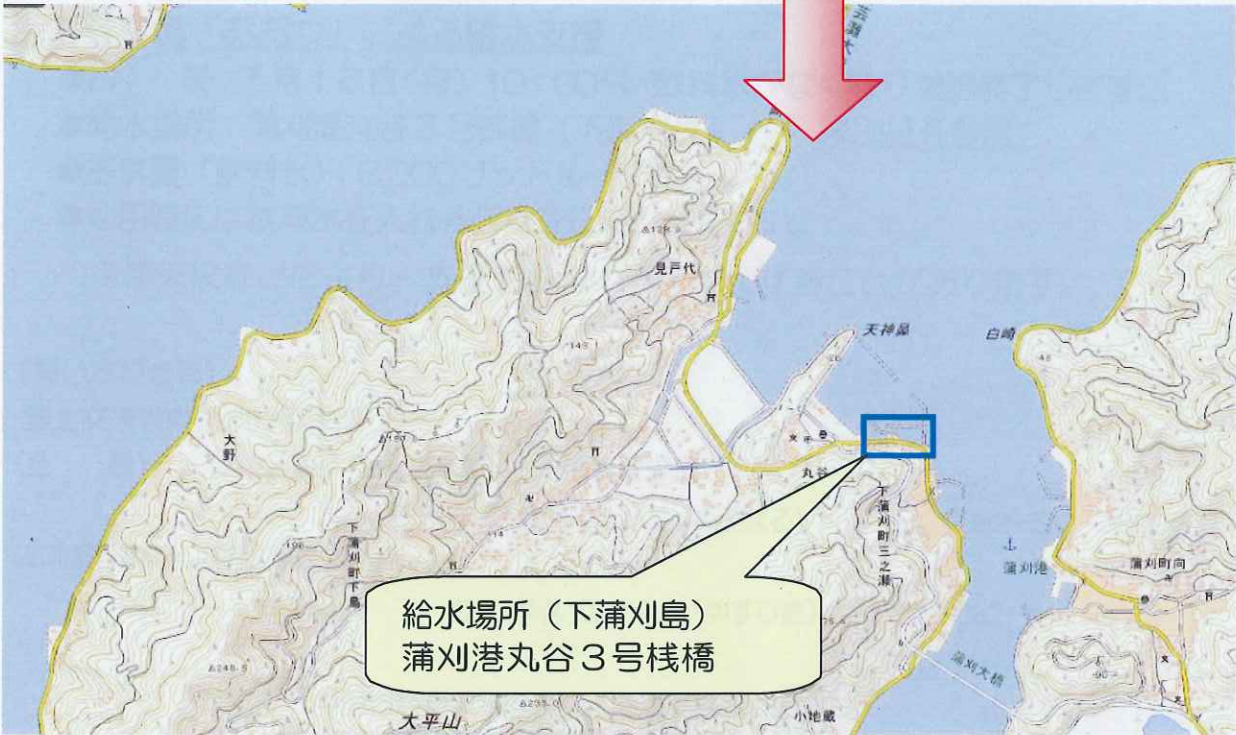 見戸代
天神鼻
白崎
大野
丸谷
下蒲刈町三之瀬
下蒲刈町下島
蒲刈港
蒲刈町向
給水場所（下蒲刈島）
蒲刈港丸谷３号桟橋
蒲刈大橋
大平山
小地蔵